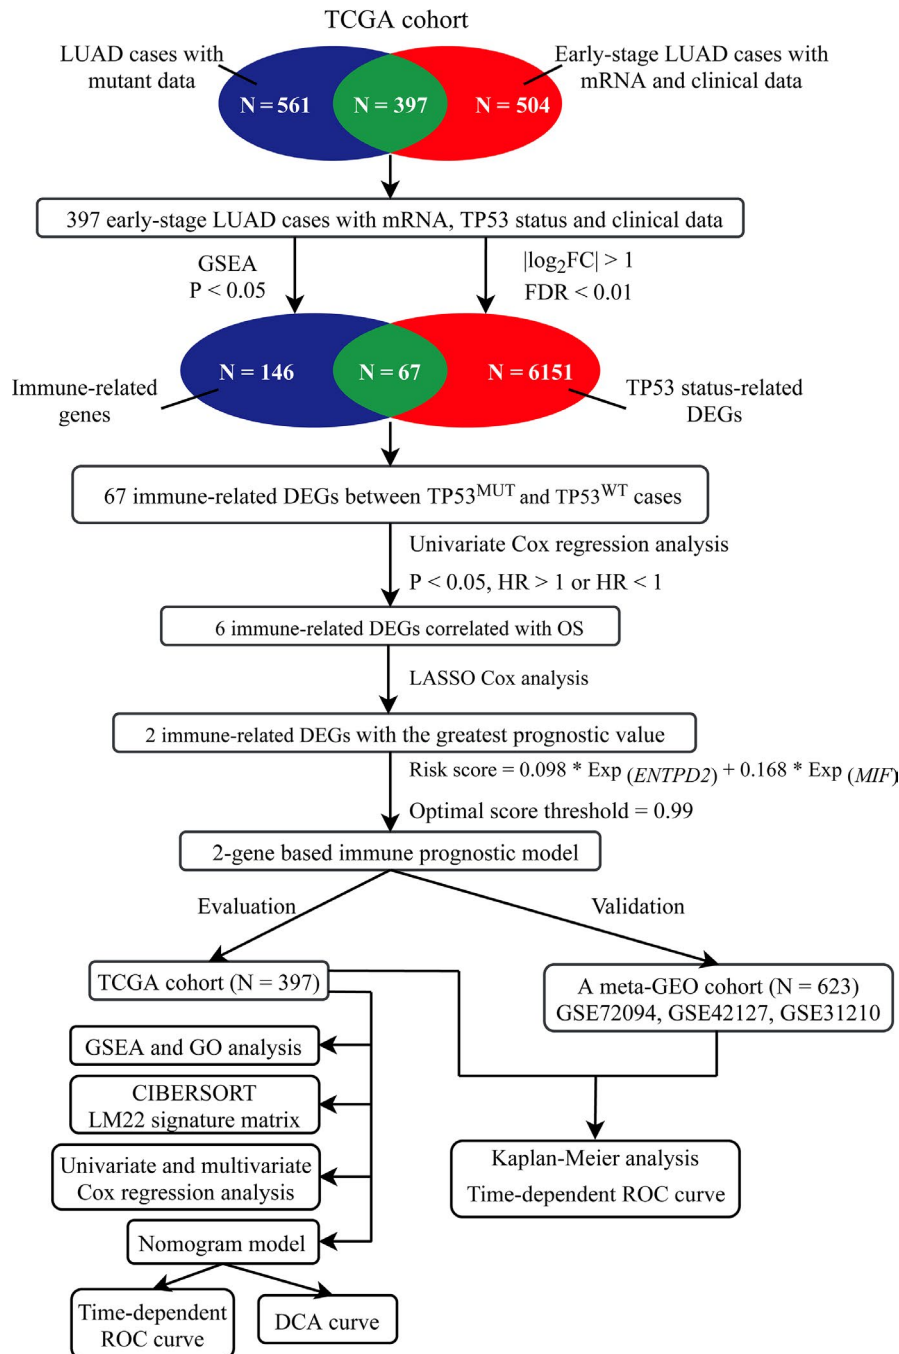 TCGA cohort
LUAD cases with
mutant data
Early-stage LUAD cases with
mRNA and clinical data
N = 561
N = 397
N = 504
397 early-stage LUAD cases with mRNA, TP53 status and clinical data
GSEA
P < 0.05
|log₂FC| > 1
FDR < 0.01
N = 146
N = 67
N = 6151
Immune-related
genes
TP53 status-related
DEGs
67 immune-related DEGs between TP53ᴹᵁᵀ and TP53ᵂᵀ cases
Univariate Cox regression analysis
P < 0.05, HR > 1 or HR < 1
6 immune-related DEGs correlated with OS
LASSO Cox analysis
2 immune-related DEGs with the greatest prognostic value
Risk score = 0.098 * Exp (ENTPD2) + 0.168 * Exp (MIF)
Optimal score threshold = 0.99
2-gene based immune prognostic model
Evaluation
Validation
TCGA cohort (N = 397)
A meta-GEO cohort (N = 623)
GSE72094, GSE42127, GSE31210
GSEA and GO analysis
CIBERSORT
LM22 signature matrix
Univariate and multivariate
Cox regression analysis
Kaplan-Meier analysis
Time-dependent ROC curve
Nomogram model
Time-dependent
ROC curve
DCA curve